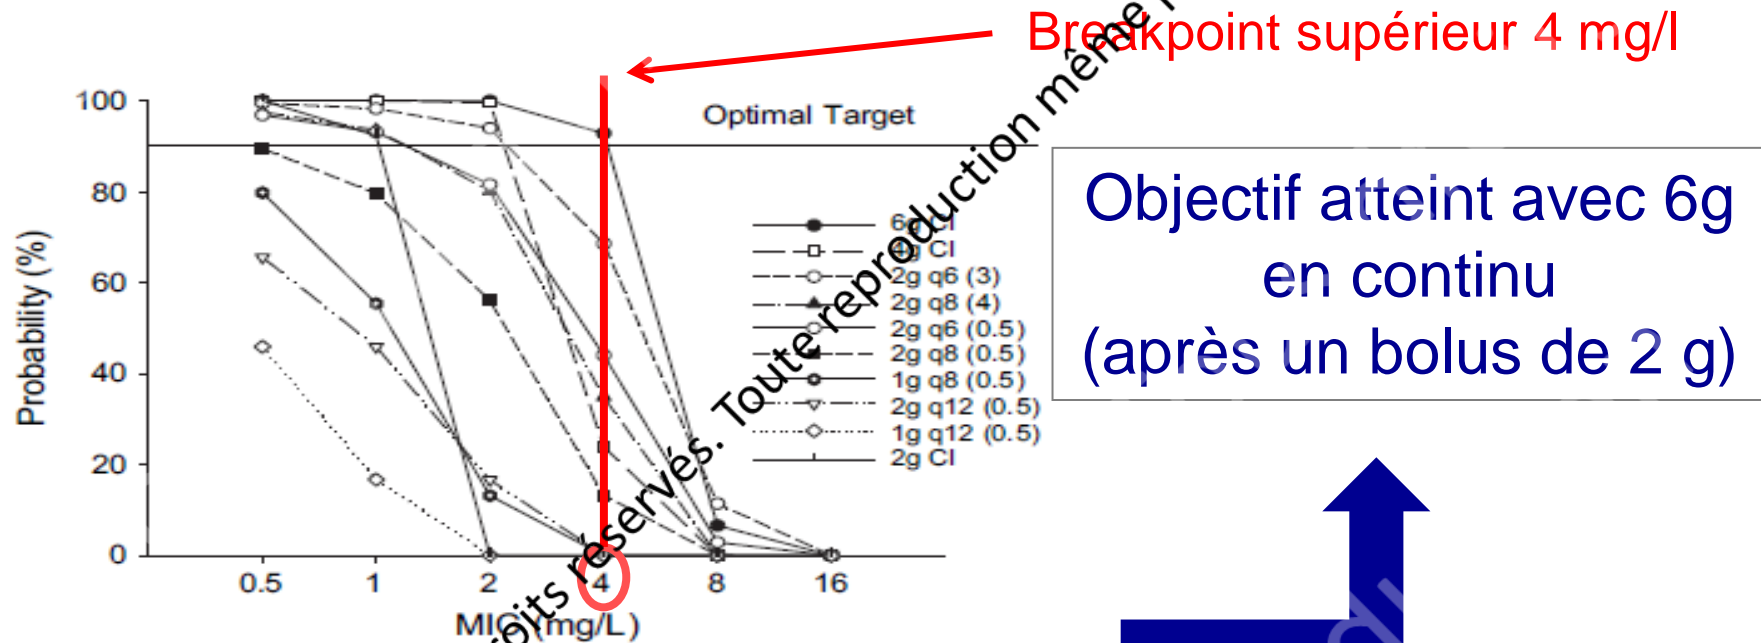 Breakpoint supérieur 4 mg/l
Optimal Target
100
80
60
40
20
0
Probability (%)
0.5 1 2 4 8 16
MIC (mg/L)
6g CI
4g CI
2g q6 (3)
2g q8 (4)
2g q6 (0.5)
2g q8 (0.5)
1g q8 (0.5)
2g q12 (0.5)
1g q12 (0.5)
2g CI
Objectif atteint avec 6g
en continu
(après un bolus de 2 g)
réservés. Toute reproduction même